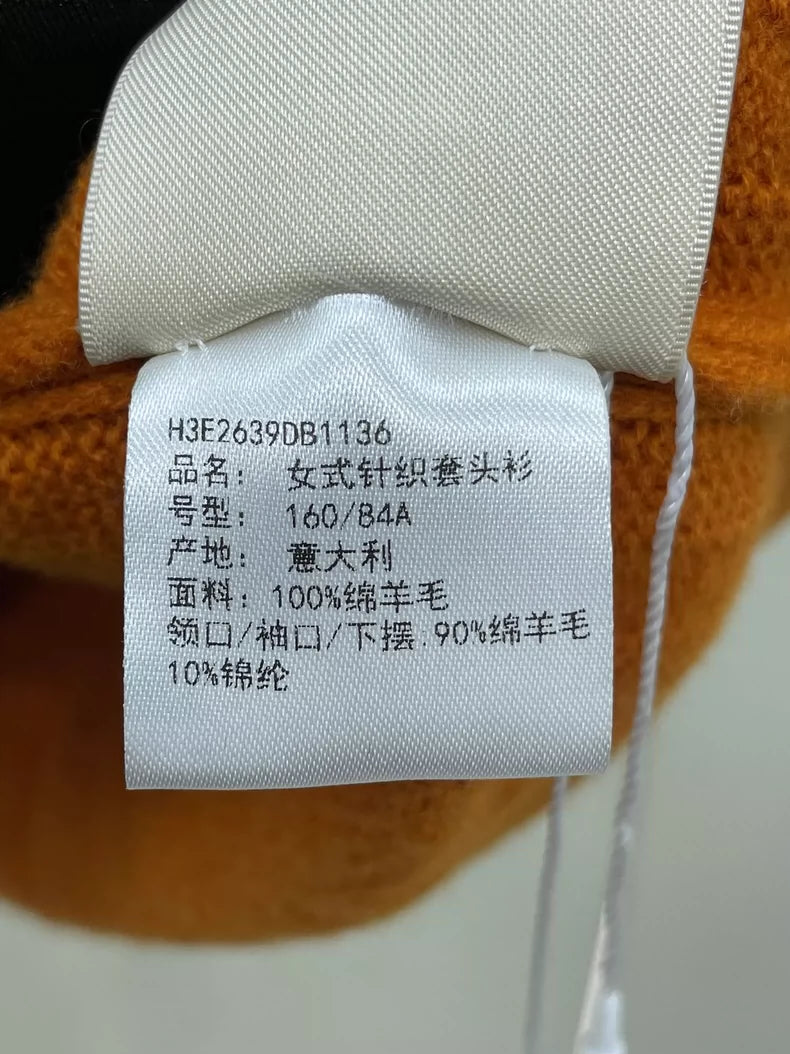 H3E2639DB1136
品名: 女式针织套头衫
号型: 160/84A
产地: 意大利
面料: 100%绵羊毛
领口/袖口/下摆:90%绵羊毛
10%锦纶